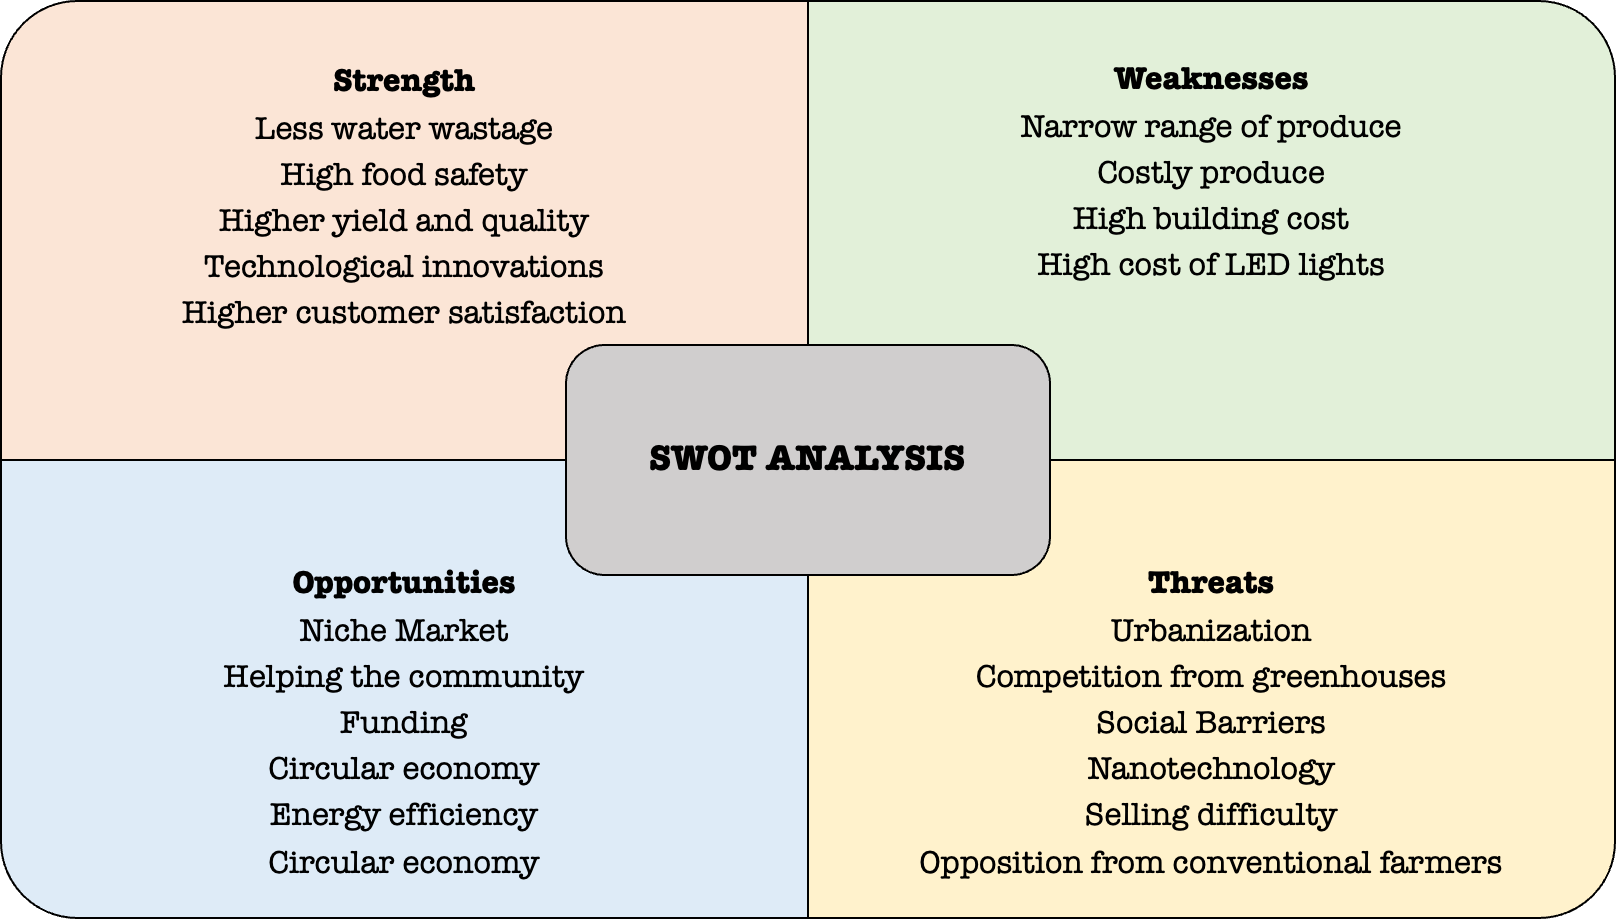 Strength
Less water wastage
High food safety
Higher yield and quality
Technological innovations
Higher customer satisfaction
Weaknesses
Narrow range of produce
Costly produce
High building cost
High cost of LED lights
SWOT ANALYSIS
Opportunities
Niche Market
Helping the community
Funding
Circular economy
Energy efficiency
Circular economy
Threats
Urbanization
Competition from greenhouses
Social Barriers
Nanotechnology
Selling difficulty
Opposition from conventional farmers